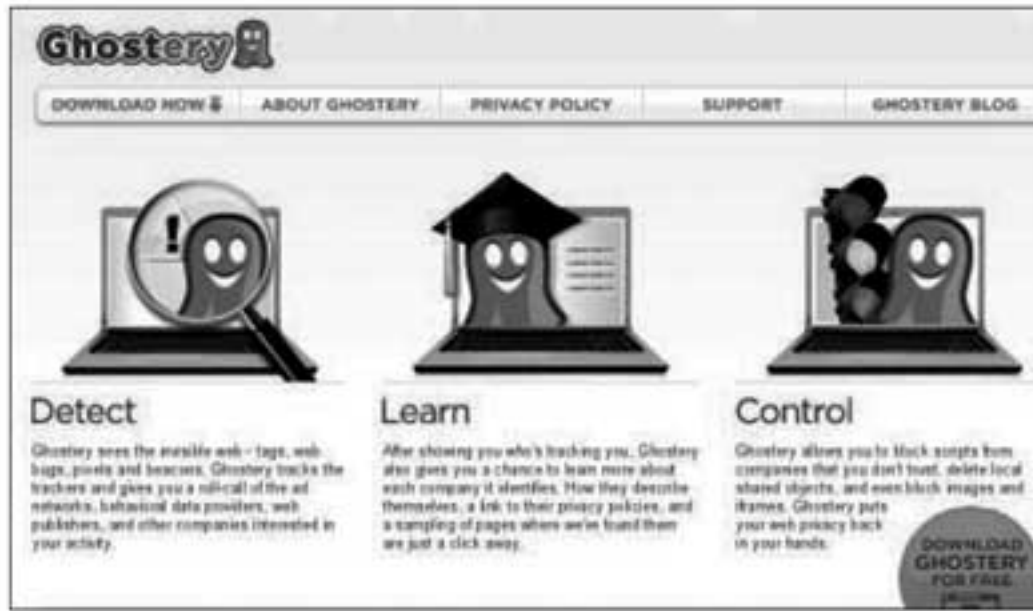 Ghostery
DOWNLOAD NOW ABOUT GHOSTERY PRIVACY POLICY SUPPORT GHOSTERY BLOG
!
Detect
Ghostery sees the invisible web - tags, web
bugs, pixels and beacons. Ghostery tracks the
trackers and gives you a roll-call of the ad
networks, behavioral data providers, web
publishers, and other companies interested in
your activity.
Learn
After showing you who's tracking you, Ghostery
also gives you a chance to learn more about
each company it identifies. How they describe
themselves, a link to their privacy policies, and
a sampling of pages where we've found them
are just a click away.
Control
Ghostery allows you to block scripts from
companies that you don't trust, delete local
shared objects, and even block images and
iframes. Ghostery puts
your web privacy back
in your hands.
DOWNLOAD
GHOSTERY
FOR FREE